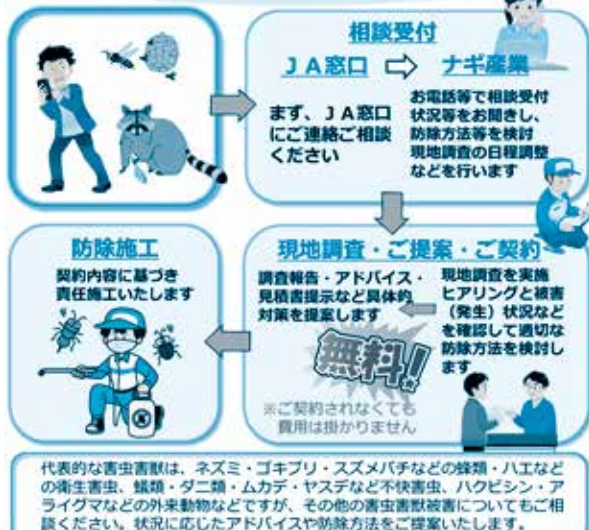 相談受付
JA窓口 ⇨ ナギ産業
まず、JA窓口
にご連絡ご相談
ください
お電話等で相談受付
状況等をお聞きし、
防除方法等を検討
現地調査の日程調整
などを行います
現地調査・ご提案・ご契約
現地調査を実施
ヒアリングと被害
(発生)状況など
を確認して適切な
防除方法を検討し
ます
調査報告・アドバイス・
見積書提示など具体的
対策を提案します
無料!
※ご契約されなくても
費用は掛かりません
防除施工
契約内容に基づき
責任施工いたします
代表的な害虫害獣は、ネズミ・ゴキブリ・スズメバチなどの蜂類・ハエなど
の衛生害虫、蟻類・ダニ類・ムカデ・ヤスデなど不快害虫、ハクビシン・ア
ライグマなどの外来動物などですが、その他の害虫害獣被害についてもご相
談ください。状況に応じたアドバイスや防除方法をご提案いたします